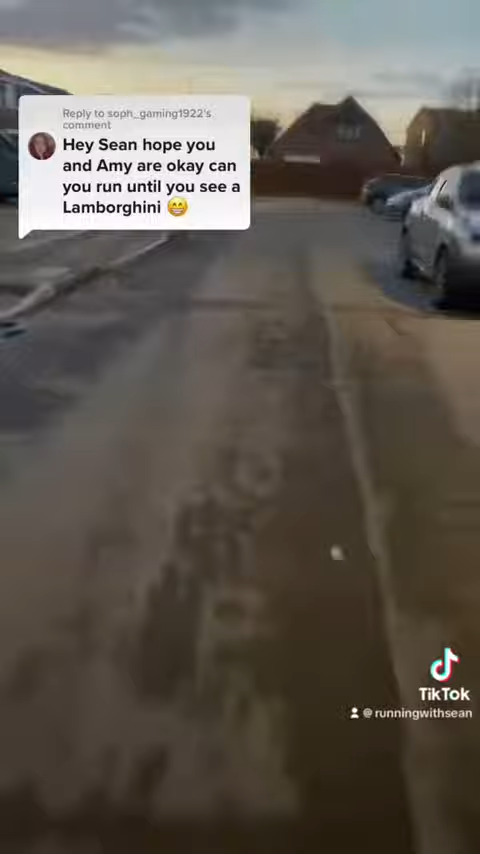 Reply to soph_gaming1922's
comment
Hey Sean hope you
and Amy are okay can
you run until you see a
Lamborghini 😁
TikTok
@runningwithsean